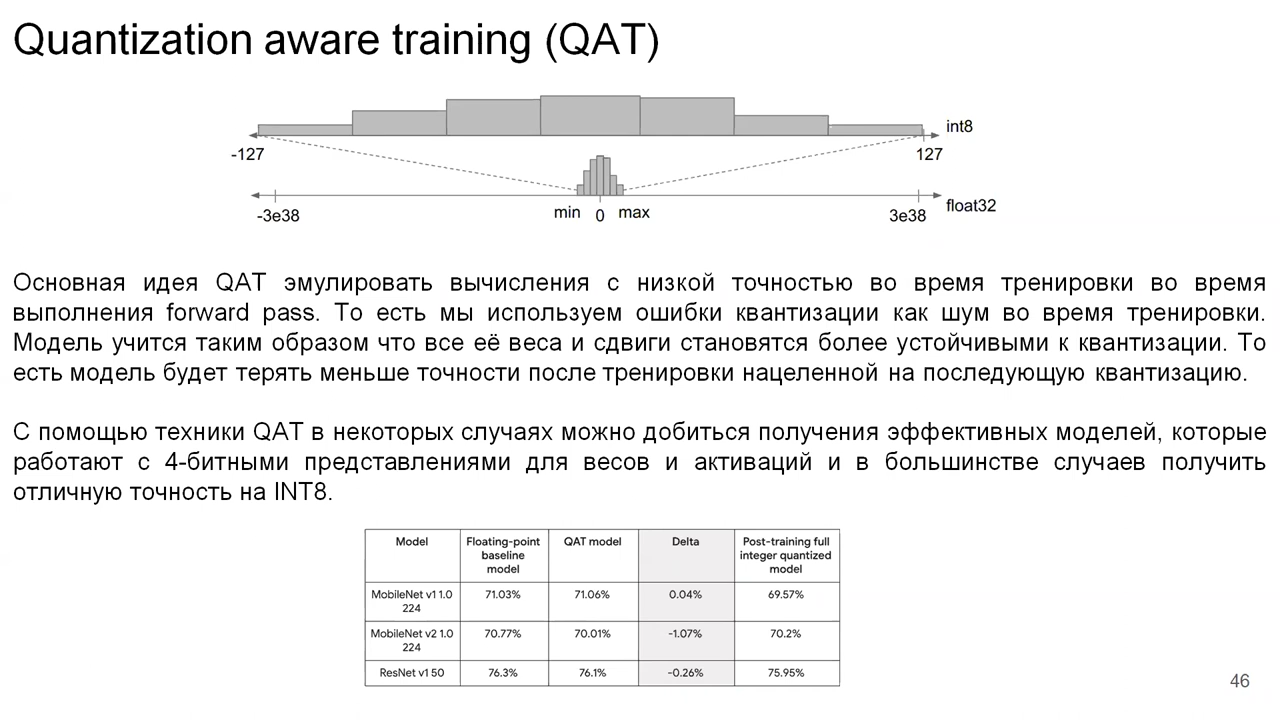 Quantization aware training (QAT)
int8
-127
127
-3e38
min
0
max
3e38
float32
Основная идея QAT эмулировать вычисления с низкой точностью во время тренировки во время
выполнения forward pass. То есть мы используем ошибки квантизации как шум во время тренировки.
Модель учится таким образом что все её веса и сдвиги становятся более устойчивыми к квантизации. То
есть модель будет терять меньше точности после тренировки нацеленной на последующую квантизацию.
С помощью техники QAT в некоторых случаях можно добиться получения эффективных моделей, которые
работают с 4-битными представлениями для весов и активаций и в большинстве случаев получить
отличную точность на INT8.
Model
Floating-point
baseline
model
QAT model
Delta
Post-training full
integer quantized
model
MobileNet v1 1.0
224
71.03%
71.06%
0.04%
69.57%
MobileNet v2 1.0
224
70.77%
70.01%
-1.07%
70.2%
ResNet v1 50
76.3%
76.1%
-0.26%
75.95%
46